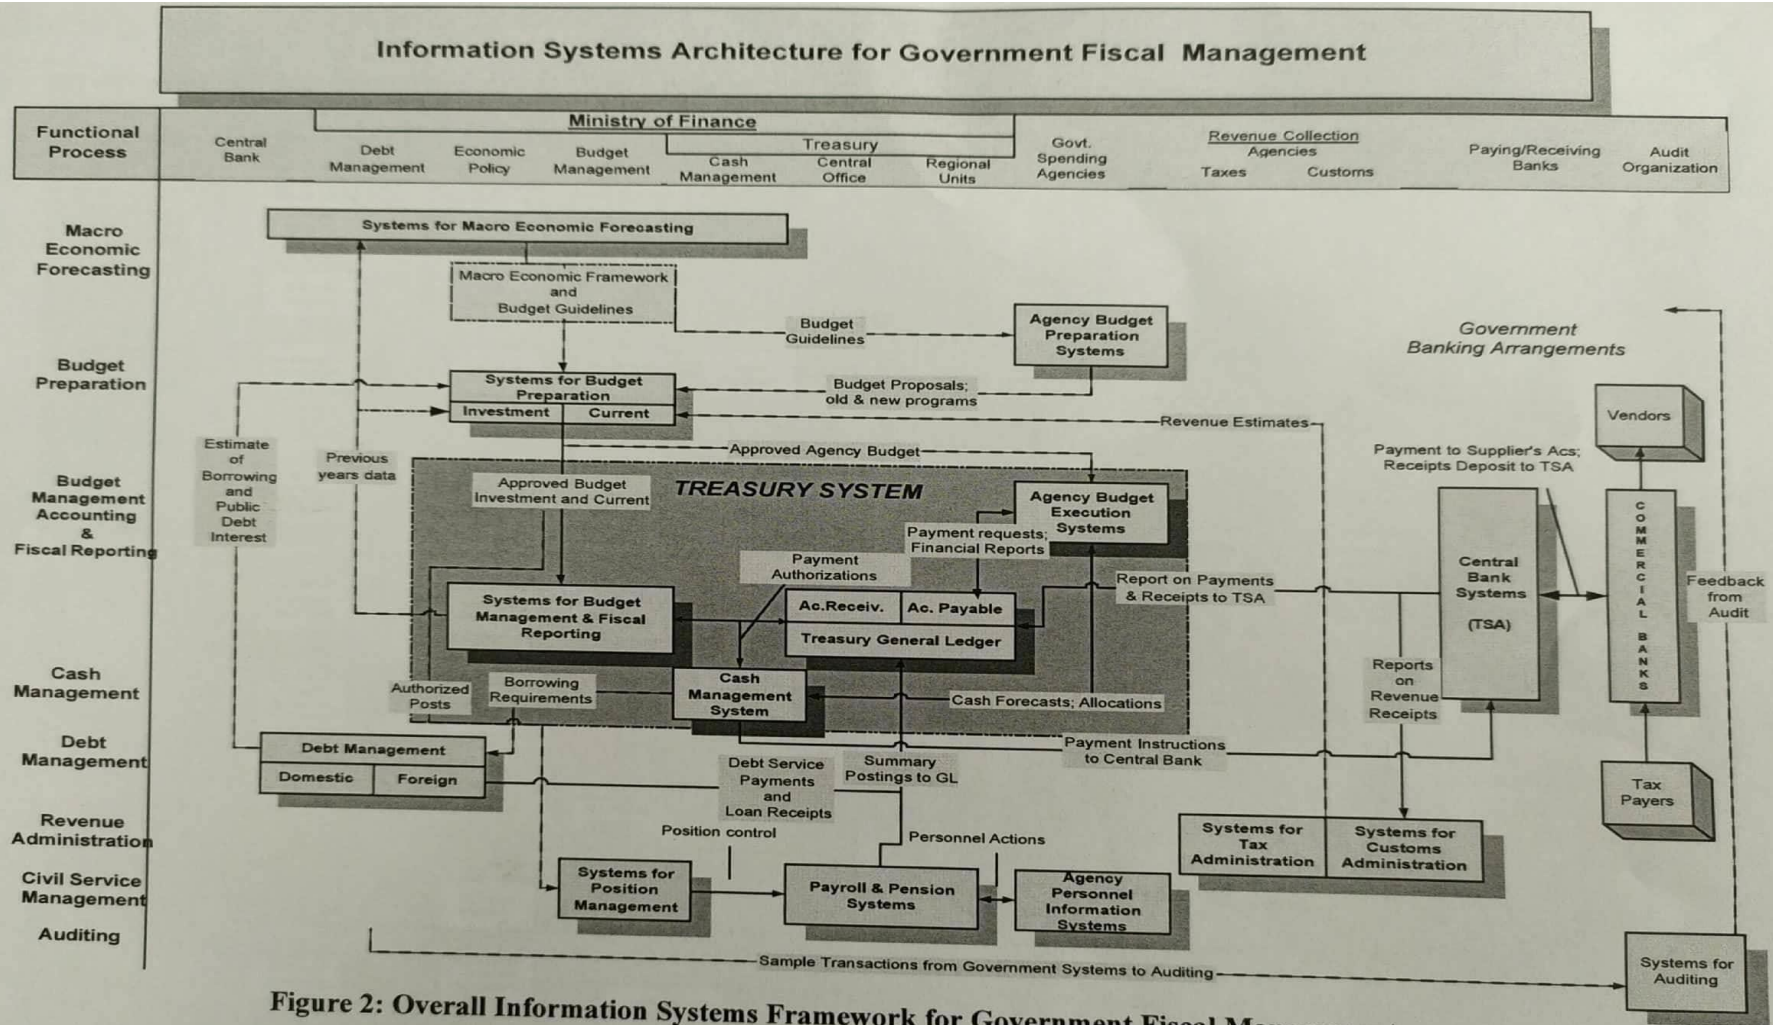 Information Systems Architecture for Government Fiscal Management
Functional
Process
Central
Bank
Ministry of Finance
Debt
Management
Economic
Policy
Budget
Management
Treasury
Cash
Management
Central
Office
Regional
Units
Govt.
Spending
Agencies
Revenue Collection
Agencies
Taxes
Customs
Paying/Receiving
Banks
Audit
Organization
Macro
Economic
Forecasting
Systems for Macro Economic Forecasting
Macro Economic Framework
and
Budget Guidelines
Budget
Guidelines
Agency Budget
Preparation
Systems
Government
Banking Arrangements
Budget
Preparation
Systems for Budget
Preparation
Investment
Current
Budget Proposals;
old & new programs
Revenue Estimates
Vendors
Estimate
of
Borrowing
and
Public
Debt
Interest
Previous
years data
Approved Agency Budget
Payment to Supplier's Acs;
Receipts Deposit to TSA
Budget
Management
Accounting
&
Fiscal Reporting
Approved Budget
Investment and Current
TREASURY SYSTEM
Agency Budget
Execution
Systems
Payment requests;
Financial Reports
Payment
Authorizations
Report on Payments
& Receipts to TSA
Central
Bank
Systems
(TSA)
COMMERCIAL
BANKS
Feedback
from
Audit
Systems for Budget
Management & Fiscal
Reporting
Ac.Receiv.
Ac. Payable
Treasury General Ledger
Cash
Management
Authorized
Posts
Borrowing
Requirements
Cash
Management
System
Cash Forecasts; Allocations
Reports
on
Revenue
Receipts
Debt
Management
Debt Management
Domestic
Foreign
Debt Service
Payments
and
Loan Receipts
Summary
Postings to GL
Payment Instructions
to Central Bank
Tax
Payers
Revenue
Administration
Position control
Personnel Actions
Systems for
Tax
Administration
Systems for
Customs
Administration
Civil Service
Management
Systems for
Position
Management
Payroll & Pension
Systems
Agency
Personnel
Information
Systems
Auditing
Sample Transactions from Government Systems to Auditing
Systems for
Auditing
Figure 2: Overall Information Systems Framework for Government Fiscal